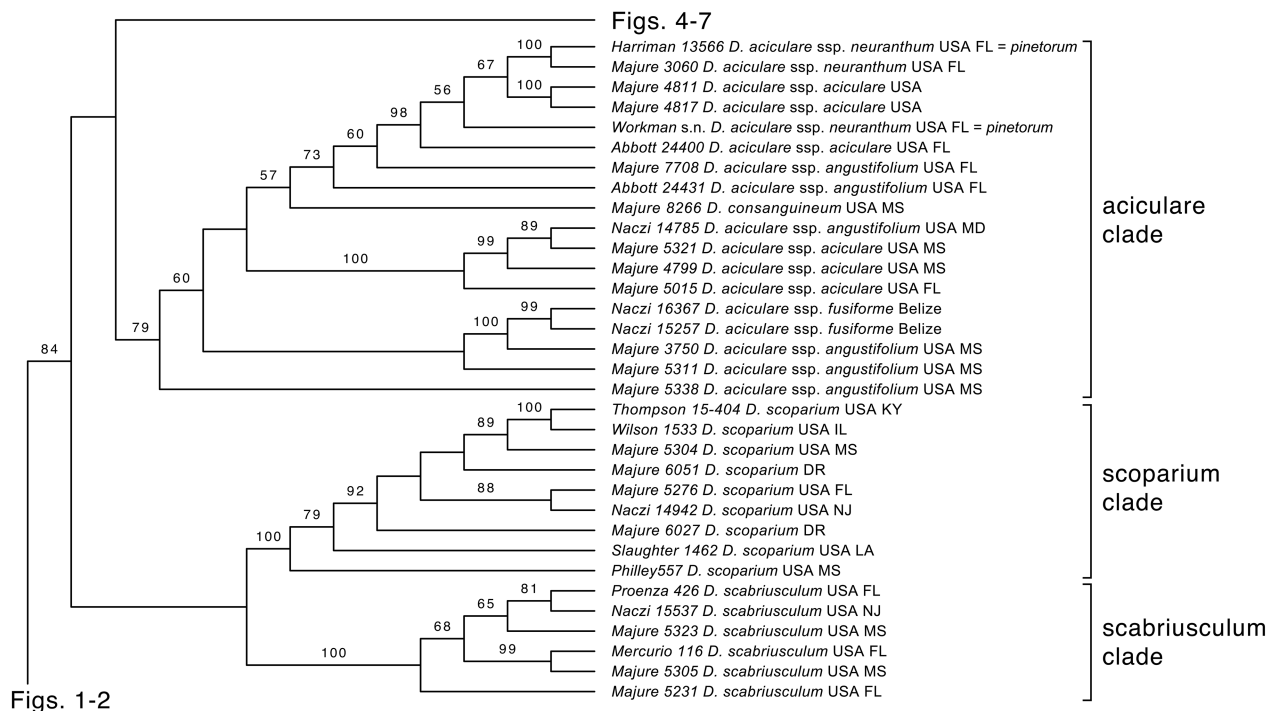 Figs. 4-7
100
Harriman 13566 D. aciculare ssp. neuranthum USA FL = pinetorum
67
Majure 3060 D. aciculare ssp. neuranthum USA FL
56
100
Majure 4811 D. aciculare ssp. aciculare USA
98
Majure 4817 D. aciculare ssp. aciculare USA
Workman s.n. D. aciculare ssp. neuranthum USA FL = pinetorum
60
Abbott 24400 D. aciculare ssp. aciculare USA FL
73
Majure 7708 D. aciculare ssp. angustifolium USA FL
57
Abbott 24431 D. aciculare ssp. angustifolium USA FL
Majure 8266 D. consanguineum USA MS
aciculare
clade
89
Naczi 14785 D. aciculare ssp. angustifolium USA MD
99
Majure 5321 D. aciculare ssp. aciculare USA MS
100
Majure 4799 D. aciculare ssp. aciculare USA MS
60
Majure 5015 D. aciculare ssp. aciculare USA FL
99
Naczi 16367 D. aciculare ssp. fusiforme Belize
100
Naczi 15257 D. aciculare ssp. fusiforme Belize
79
Majure 3750 D. aciculare ssp. angustifolium USA MS
84
Majure 5311 D. aciculare ssp. angustifolium USA MS
Majure 5338 D. aciculare ssp. angustifolium USA MS
100
Thompson 15-404 D. scoparium USA KY
89
Wilson 1533 D. scoparium USA IL
Majure 5304 D. scoparium USA MS
Majure 6051 D. scoparium DR
scoparium
clade
92
88
Majure 5276 D. scoparium USA FL
Naczi 14942 D. scoparium USA NJ
79
Majure 6027 D. scoparium DR
100
Slaughter 1462 D. scoparium USA LA
Philley557 D. scoparium USA MS
81
Proenza 426 D. scabriusculum USA FL
65
Naczi 15537 D. scabriusculum USA NJ
68
Majure 5323 D. scabriusculum USA MS
scabriusculum
clade
100
99
Mercurio 116 D. scabriusculum USA FL
Majure 5305 D. scabriusculum USA MS
Majure 5231 D. scabriusculum USA FL
Figs. 1-2